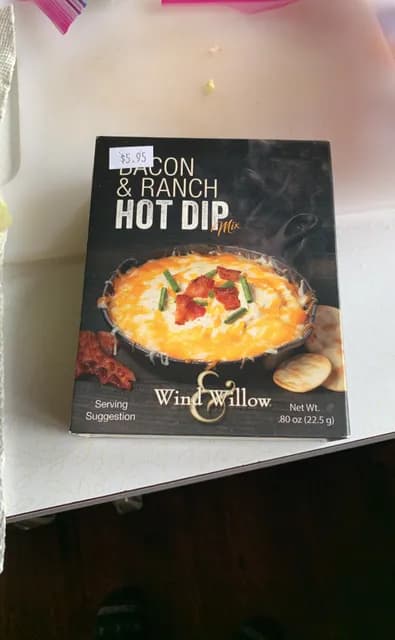 $5.95
BACON
& RANCH
HOT DIP
Mix
Wind & Willow
Serving
Suggestion
Net Wt.
.80 oz (22.5 g)